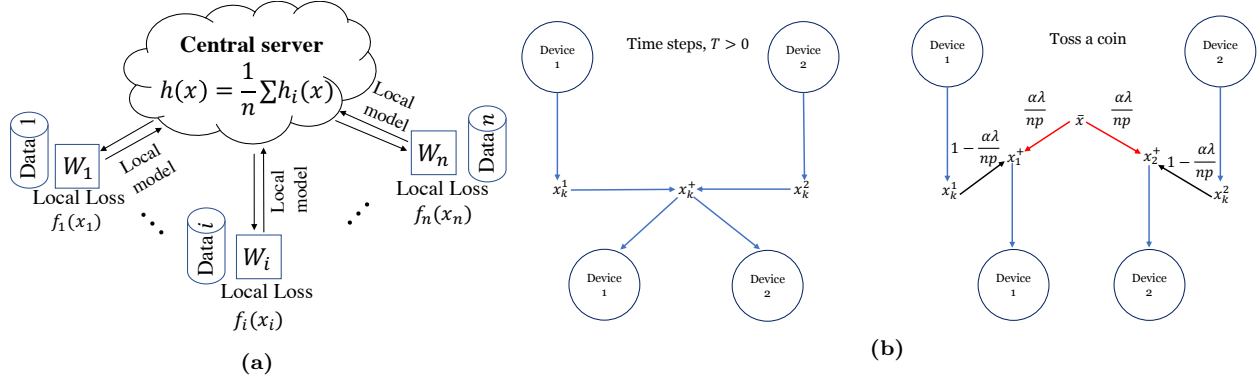 Central server
h(x) = 1/n ∑h_i(x)
Local model
Data 1
W_1
Local model
Local Loss
f_1(x_1)
Local model
W_n
Data n
Local Loss
f_n(x_n)
...
...
Data i
W_i
Local model
Local Loss
f_i(x_i)
(a)
Device 1
Time steps, T > 0
Device 2
x_k^1
x_k^+
x_k^2
Device 1
Device 2
Device 1
Toss a coin
Device 2
αλ/np
x̄
αλ/np
1 − αλ/np
x_1^+
x_2^+
1 − αλ/np
x_k^1
x_k^2
Device 1
Device 2
(b)